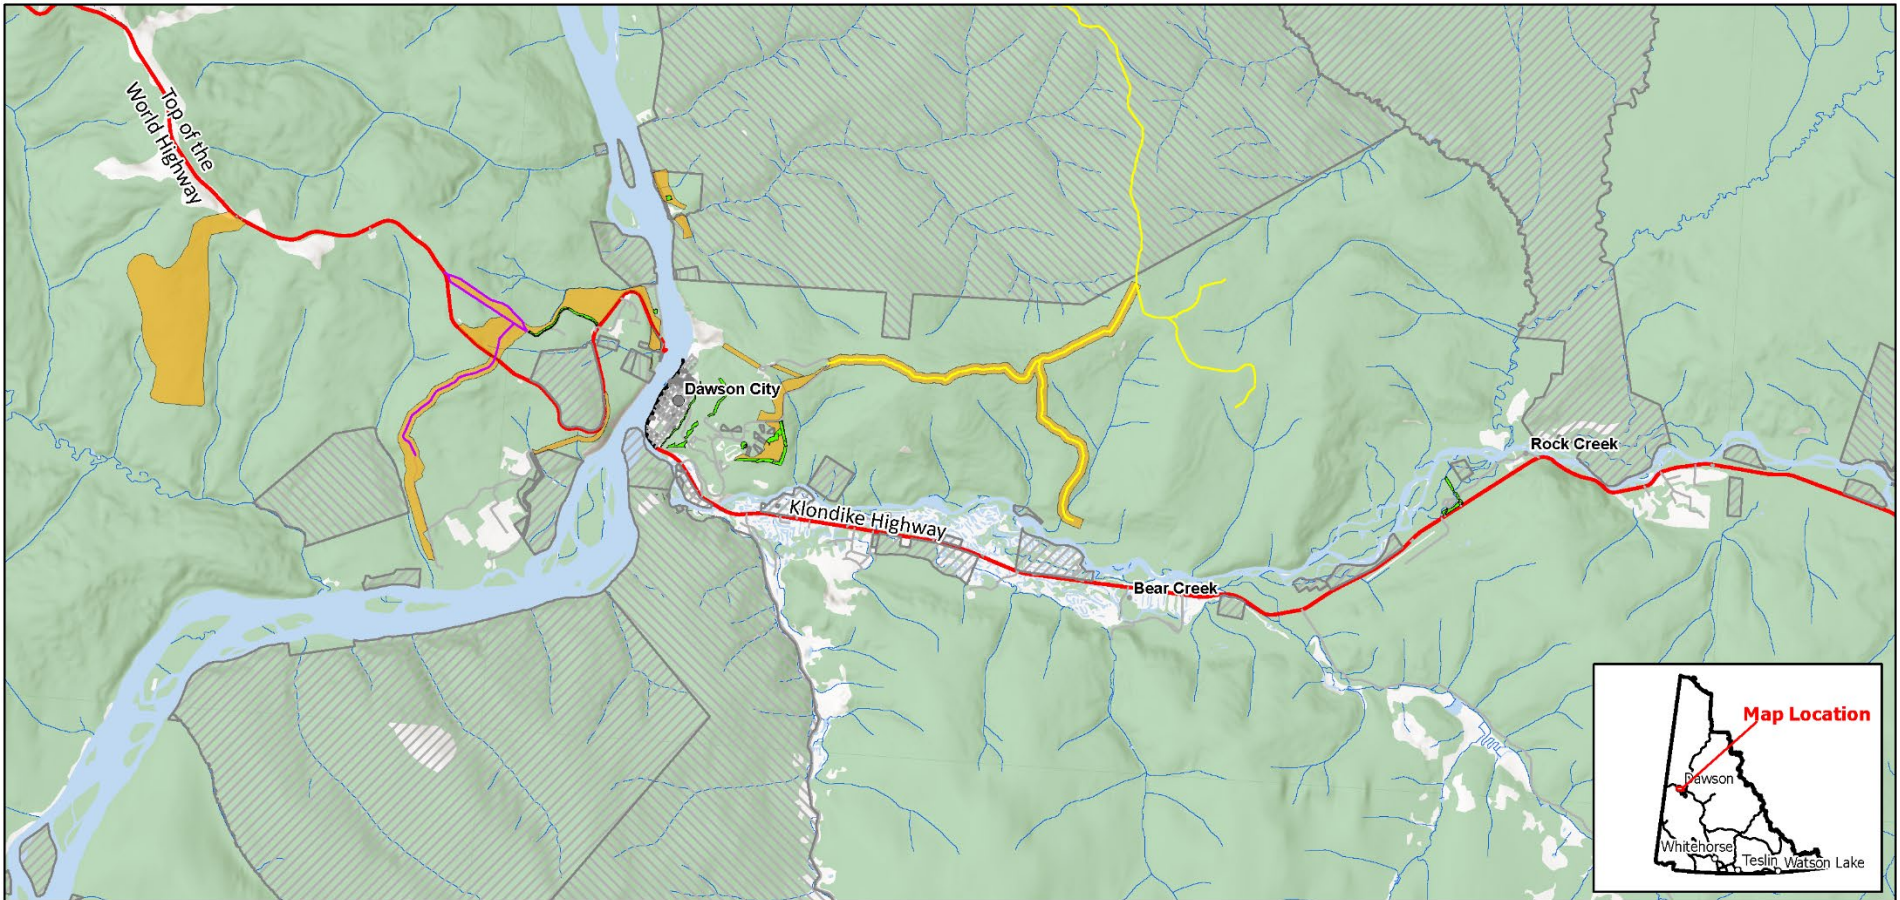 Top of the
World Highway
Dawson City
Rock Creek
Klondike Highway
Bear Creek
Map Location
Dawson
Whitehorse
Teslin
Watson Lake